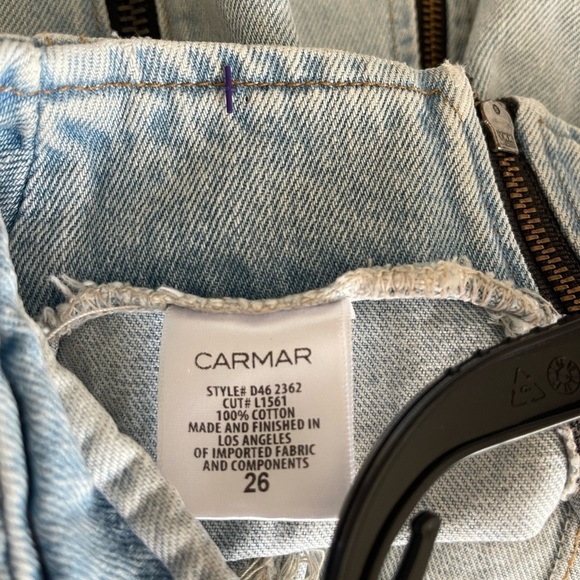 CARMAR
STYLE# D46 2362
CUT# L1561
100% COTTON
MADE AND FINISHED IN
LOS ANGELES
OF IMPORTED FABRIC
AND COMPONENTS
26